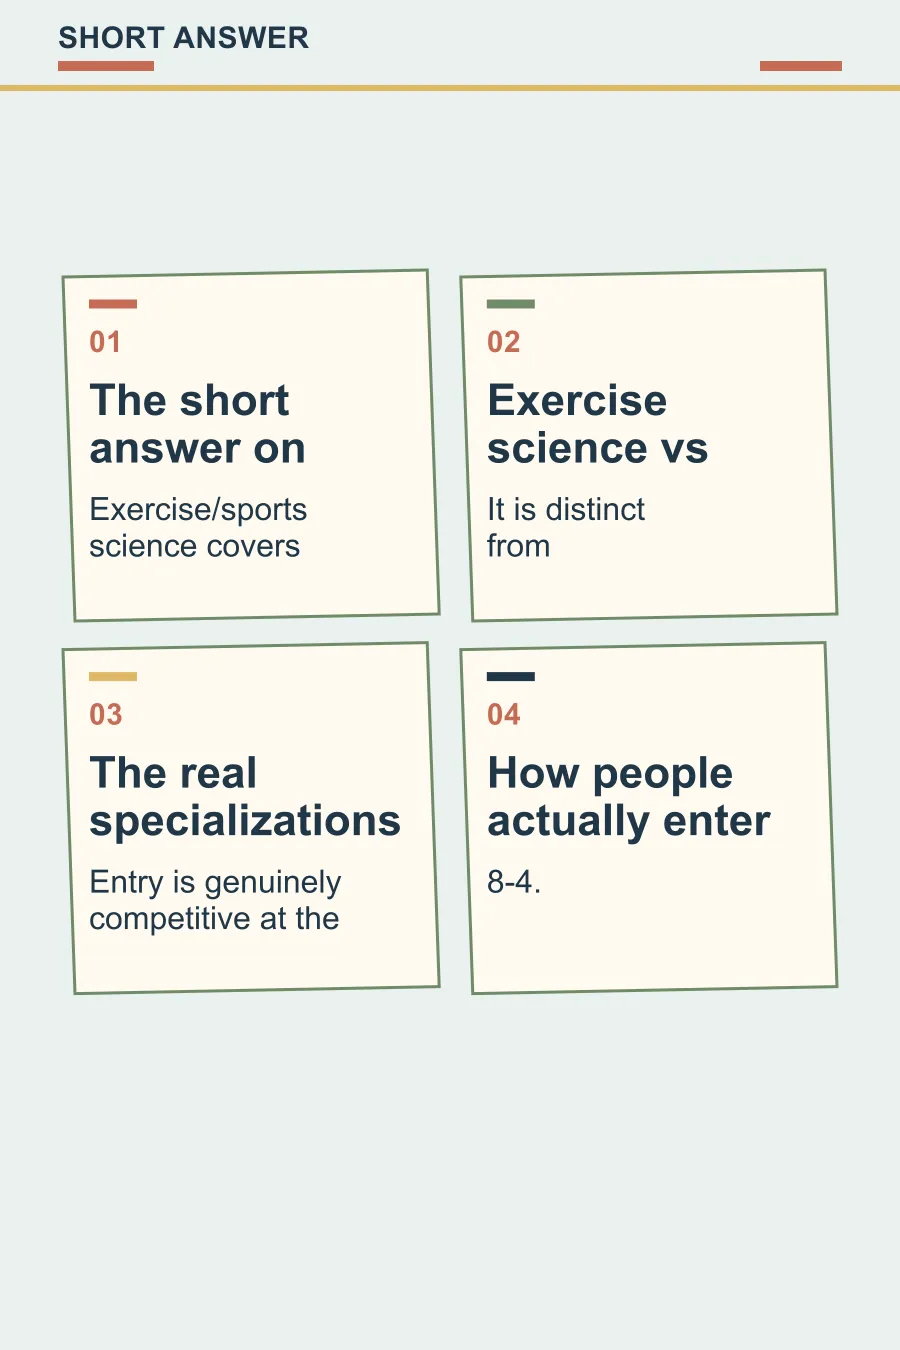 SHORT ANSWER
01
The short
answer on
Exercise/sports
science covers
02
Exercise
science vs
It is distinct
from
03
The real
specializations
Entry is genuinely
competitive at the
04
How people
actually enter
8-4.